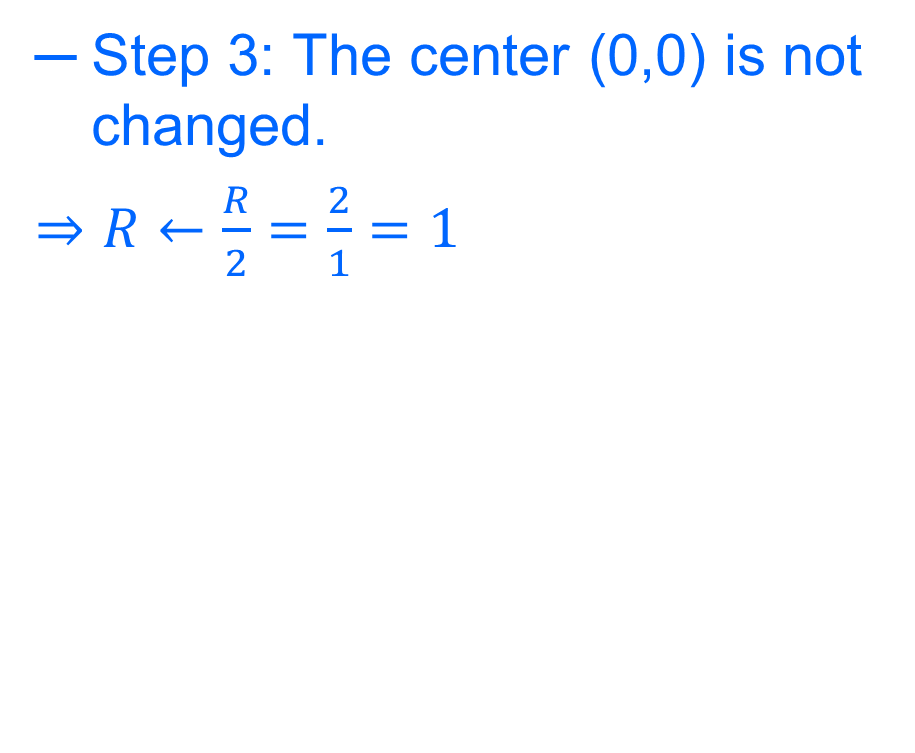 – Step 3: The center (0,0) is not
changed.
⇒ R ← R/2 = 2/1 = 1